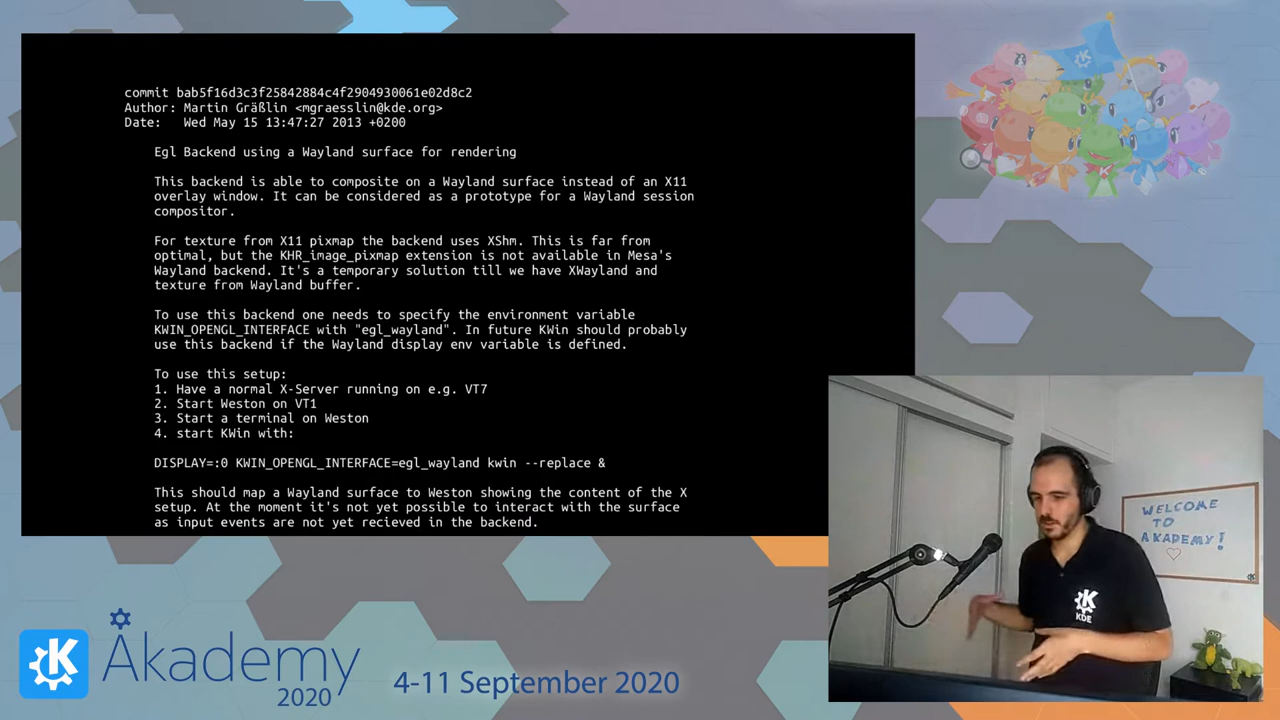 commit bab5f16d3c3f25842884c4f2904930061e02d8c2
Author: Martin Gräßlin <mgraesslin@kde.org>
Date:   Wed May 15 13:47:27 2013 +0200
Egl Backend using a Wayland surface for rendering
This backend is able to composite on a Wayland surface instead of an X11
overlay window. It can be considered as a prototype for a Wayland session
compositor.
For texture from X11 pixmap the backend uses XShm. This is far from
optimal, but the KHR_image_pixmap extension is not available in Mesa's
Wayland backend. It's a temporary solution till we have XWayland and
texture from Wayland buffer.
To use this backend one needs to specify the environment variable
KWIN_OPENGL_INTERFACE with "egl_wayland". In future KWin should probably
use this backend if the Wayland display env variable is defined.
To use this setup:
1. Have a normal X-Server running on e.g. VT7
2. Start Weston on VT1
3. Start a terminal on Weston
4. start KWin with:
DISPLAY=:0 KWIN_OPENGL_INTERFACE=egl_wayland kwin --replace &
This should map a Wayland surface to Weston showing the content of the X
setup. At the moment it's not yet possible to interact with the surface
as input events are not yet recieved in the backend.
WELCOME
TO
AKADEMY!
KDE
Akademy
2020
4-11 September 2020